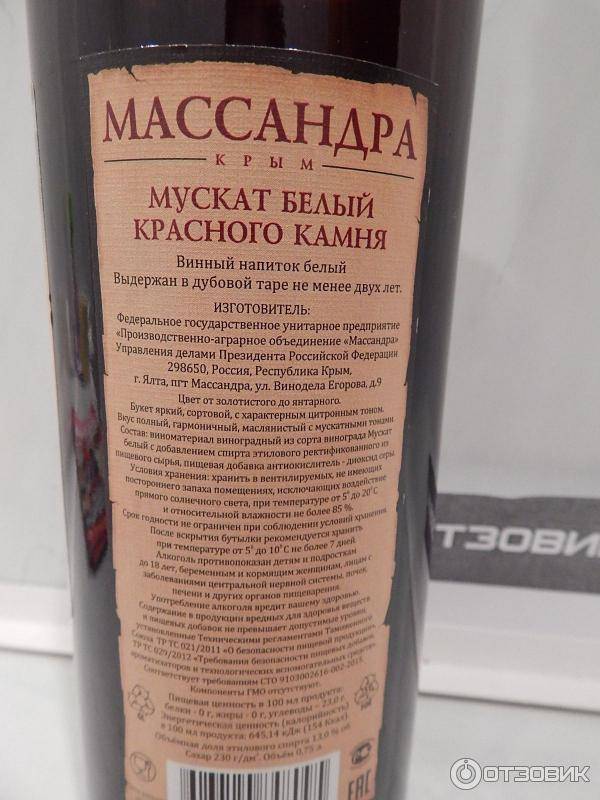 МАССАНДРА
КРЫМ
МУСКАТ БЕЛЫЙ
КРАСНОГО КАМНЯ
Винный напиток белый
Выдержан в дубовой таре не менее двух лет.
ИЗГОТОВИТЕЛЬ:
Федеральное государственное унитарное предприятие
«Производственно-аграрное объединение «Массандра»
Управления делами Президента Российской Федерации
298650, Россия, Республика Крым,
г. Ялта, пгт Массандра, ул. Винодела Егорова, д.9
Цвет от золотистого до янтарного.
Букет яркий, сортовой, с характерным цитронным тоном.
Вкус полный, гармоничный, маслянистый с мускатными тонами.
Состав: виноматериал виноградный из сорта винограда Мускат
белый с добавлением спирта этилового ректификованного из
пищевого сырья, пищевая добавка антиокислитель - диоксид серы.
Условия хранения: хранить в вентилируемых, не имеющих
постороннего запаха помещениях, исключающих воздействие
прямого солнечного света, при температуре от 5° до 20°С
и относительной влажности не более 85 %.
Срок годности не ограничен при соблюдении условий хранения.
После вскрытия бутылки рекомендуется хранить
при температуре от 5° до 10°С не более 7 дней.
Алкоголь противопоказан детям и подросткам
до 18 лет, беременным и кормящим женщинам, лицам с
заболеваниями центральной нервной системы, почек,
печени и других органов пищеварения.
Употребление алкоголя вредит вашему здоровью.
Содержание в продукции вредных для здоровья веществ
и пищевых добавок не превышает допустимые уровни,
установленные Техническими регламентами Таможенного
Союза ТР ТС 021/2011 «О безопасности пищевой продукции»,
ТР ТС 029/2012 «Требования безопасности пищевых добавок,
ароматизаторов и технологических вспомогательных средств»
Соответствует требованиям СТО 9103002616-002-2015.
Компоненты ГМО отсутствуют.
Пищевая ценность в 100 мл продукта:
белки - 0 г, жиры - 0 г, углеводы – 23,0 г.
Энергетическая ценность (калорийность)
в 100 мл продукта: 645,14 кДж (154 Ккал).
Объёмная доля этилового спирта 13,0 % об.
Сахар 230 г/дм³. Объём 0,75 л
ЕАС
ТЗОВИК
ОТЗОВИК